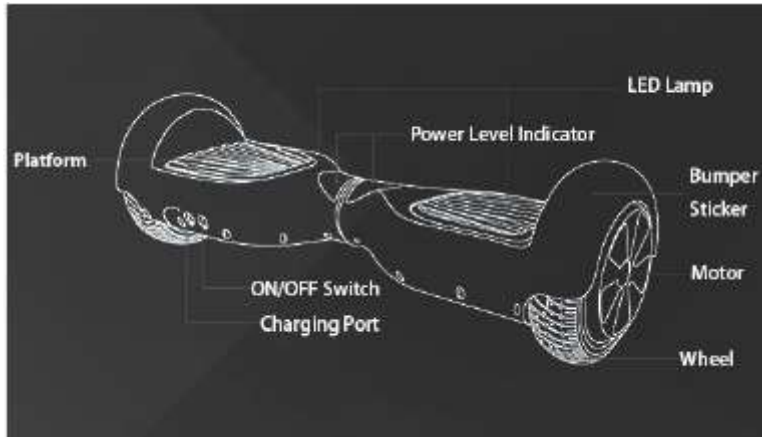 LED Lamp
Power Level Indicator
Platform
Bumper
Sticker
Motor
ON/OFF Switch
Charging Port
Wheel